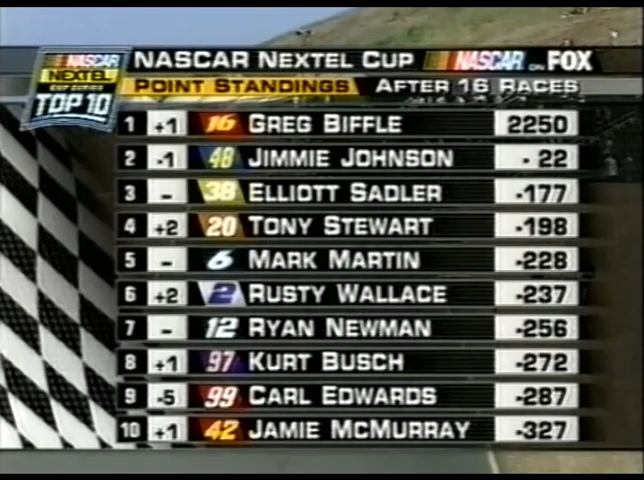 NASCAR
NEXTEL
CUP SERIES
TOP 10
NASCAR NEXTEL CUP NASCAR ON FOX
POINT STANDINGS AFTER 16 RACES
1 +1 16 GREG BIFFLE 2250
2 -1 48 JIMMIE JOHNSON - 22
3 - 38 ELLIOTT SADLER -177
4 +2 20 TONY STEWART -198
5 - 6 MARK MARTIN -228
6 +2 2 RUSTY WALLACE -237
7 - 12 RYAN NEWMAN -256
8 +1 97 KURT BUSCH -272
9 -5 99 CARL EDWARDS -287
10 +1 42 JAMIE MCMURRAY -327